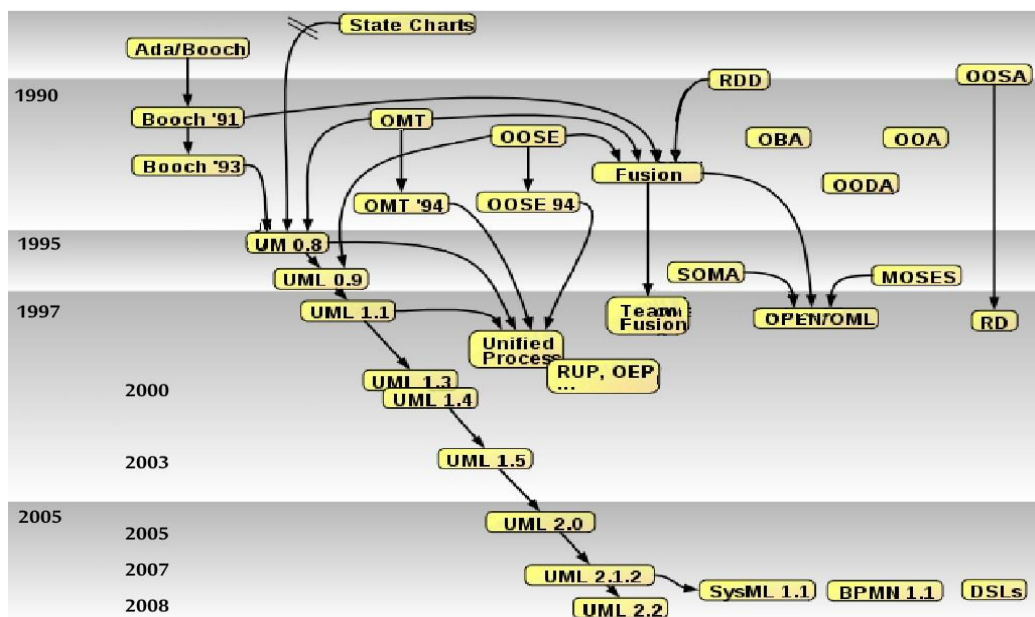 State Charts
Ada/Booch
RDD
OOSA
1990
Booch '91
OMT
OOSE
OBA
OOA
Booch '93
Fusion
OODA
OMT '94
OOSE 94
1995
UM 0.8
UML 0.9
SOMA
MOSES
1997
UML 1.1
Team
Fusion
OPEN/OML
RD
Unified
Process
RUP, OEP
...
2000
UML 1.3
UML 1.4
2003
UML 1.5
2005
2005
UML 2.0
2007
UML 2.1.2
SysML 1.1
BPMN 1.1
DSLs
2008
UML 2.2